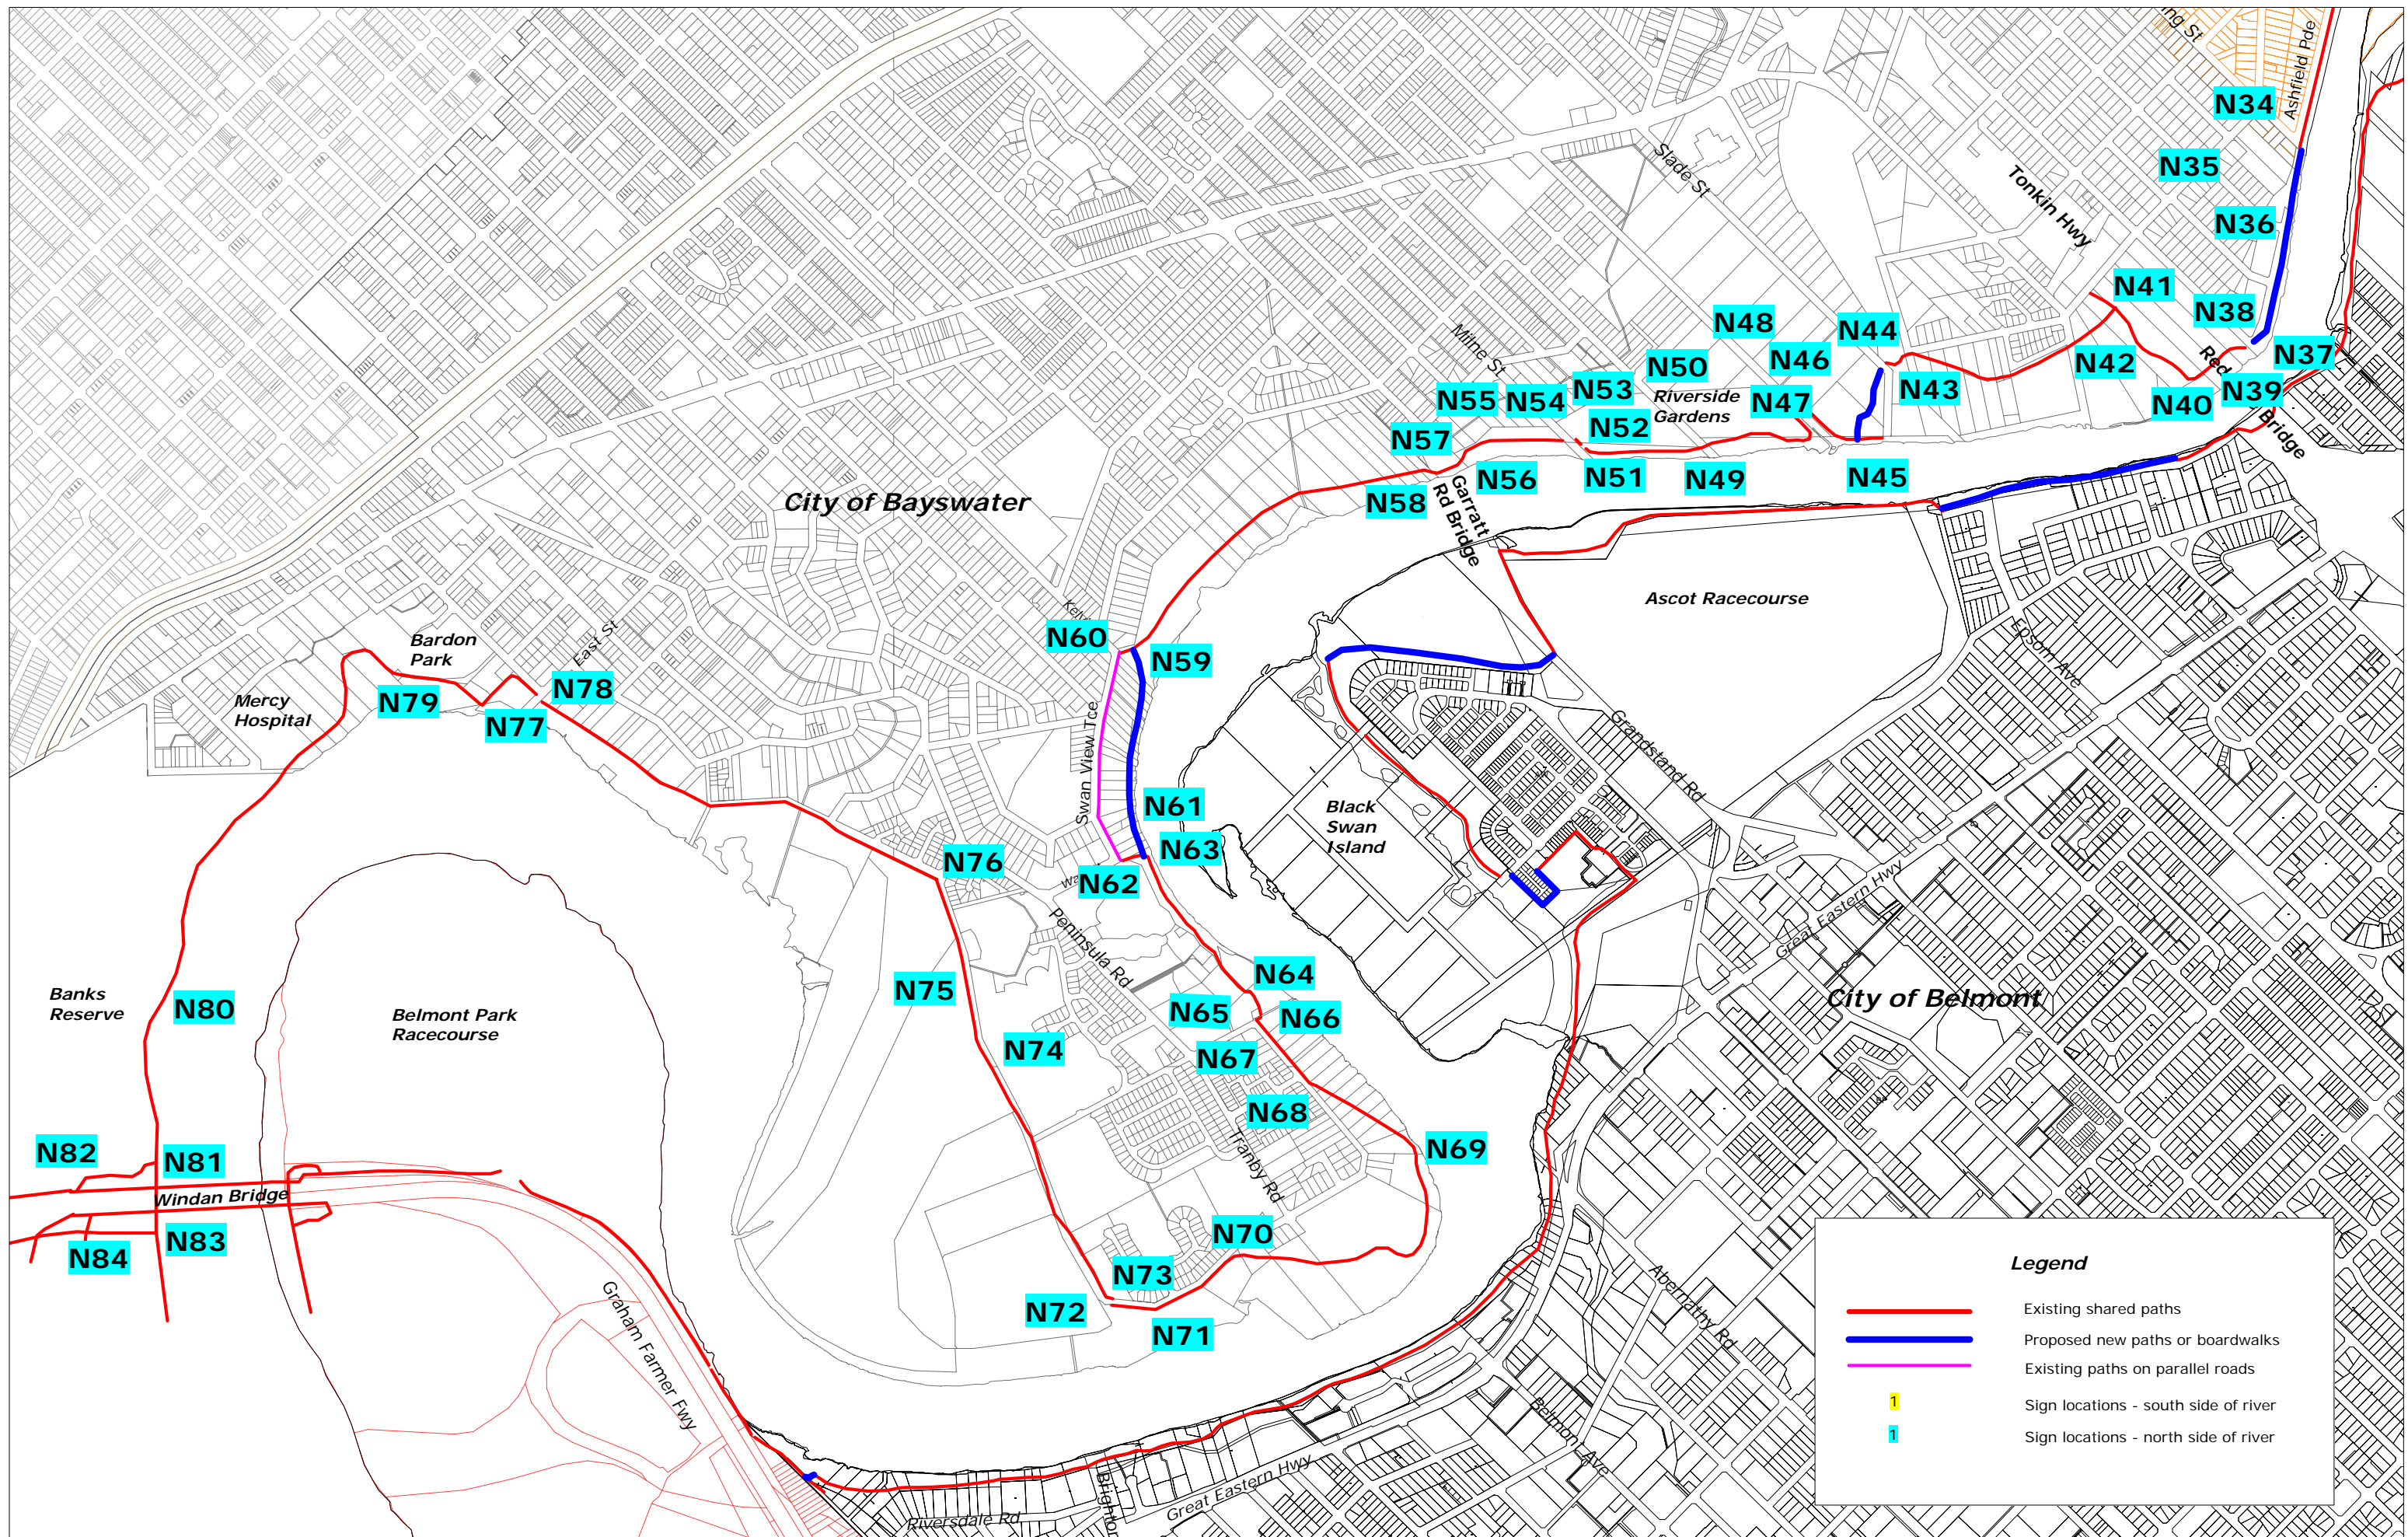 Ashfield Pde
N34
N35
Slade St
Tonkin Hwy
N36
N41
N38
N48
N44
N37
Milne St
N46
N42
N50
N53
N43
N39
N55
N54
Riverside
Gardens
N47
N40
Bridge
N52
N57
N51
N49
N45
N56
N58
Garratt
Rd Bridge
City of Bayswater
Ascot Racecourse
Bardon
Park
East St
N60
N59
Epsom Ave
Mercy
Hospital
N79
N78
N77
Swan View Tce
Grandstand Rd
N61
Black
Swan
Island
N63
N76
N62
Great Eastern Hwy
Peninsula Rd
N64
N75
Banks
Reserve
N80
Belmont Park
Racecourse
N65
N66
City of Belmont
N74
N67
N68
N69
Tranby Rd
N82
N81
Windan Bridge
N83
N84
N70
N73
N72
N71
Graham Farmer Fwy
Abernathy Rd
Belmont Ave
Great Eastern Hwy
Riversdale Rd
Brighton
Legend
Existing shared paths
Proposed new paths or boardwalks
Existing paths on parallel roads
1 Sign locations - south side of river
1 Sign locations - north side of river